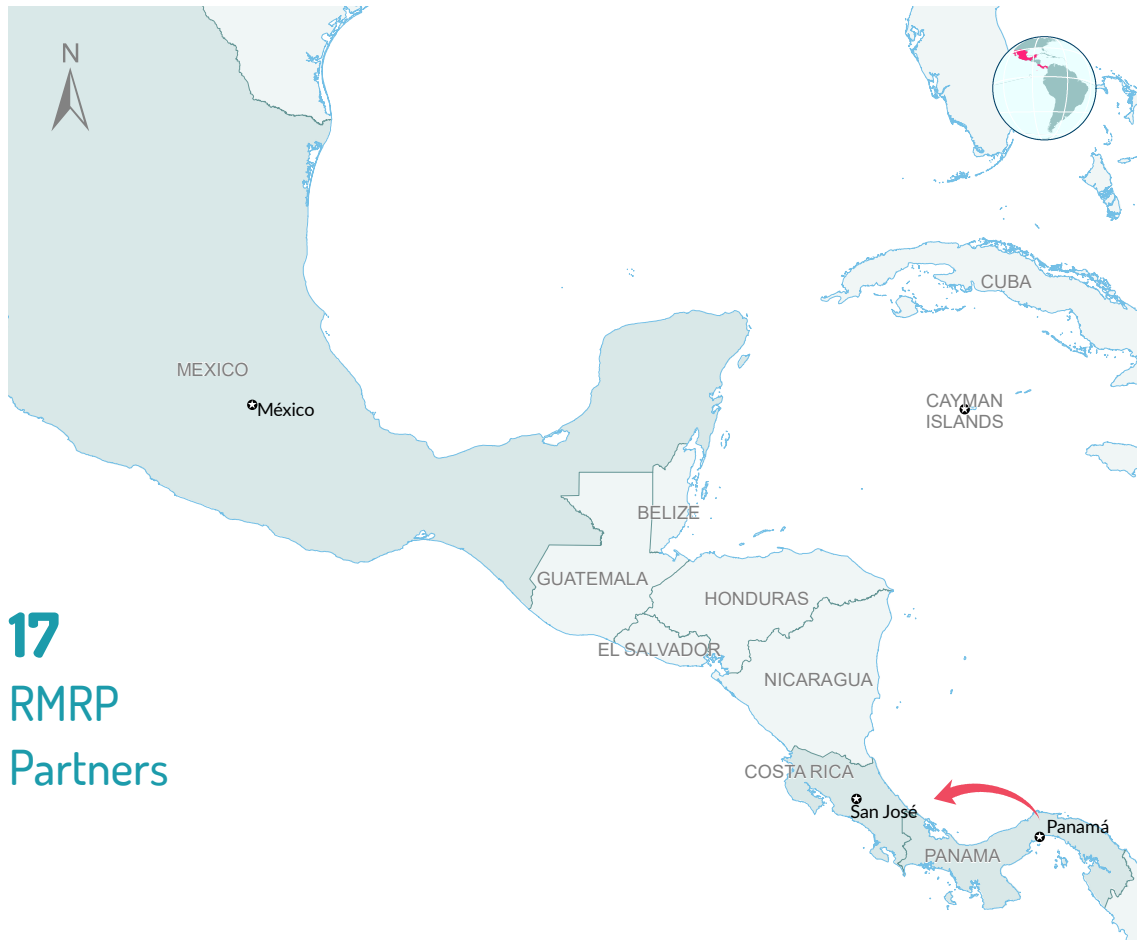 N
CUBA
MEXICO
México
CAYMAN
ISLANDS
BELIZE
GUATEMALA
HONDURAS
17
RMRP
Partners
EL SALVADOR
NICARAGUA
COSTA RICA
San José
Panamá
PANAMA